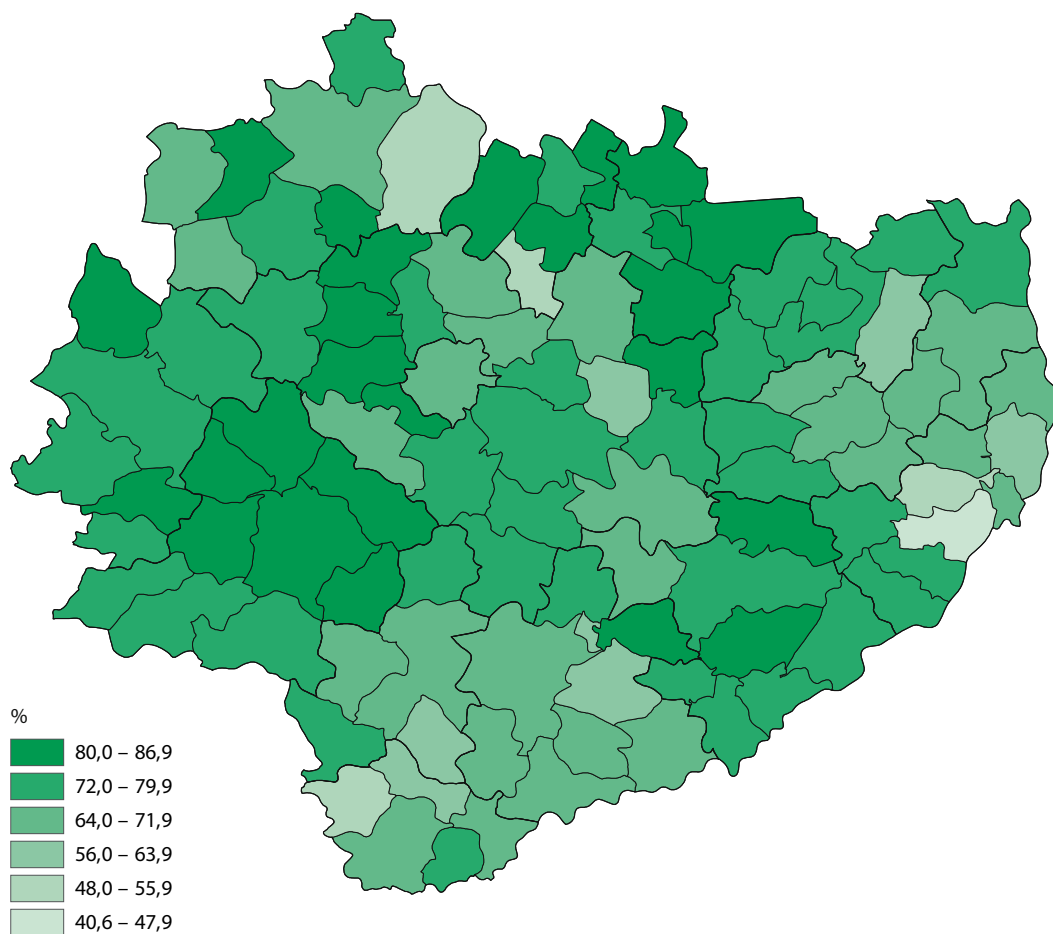 %
80,0 – 86,9
72,0 – 79,9
64,0 – 71,9
56,0 – 63,9
48,0 – 55,9
40,6 – 47,9